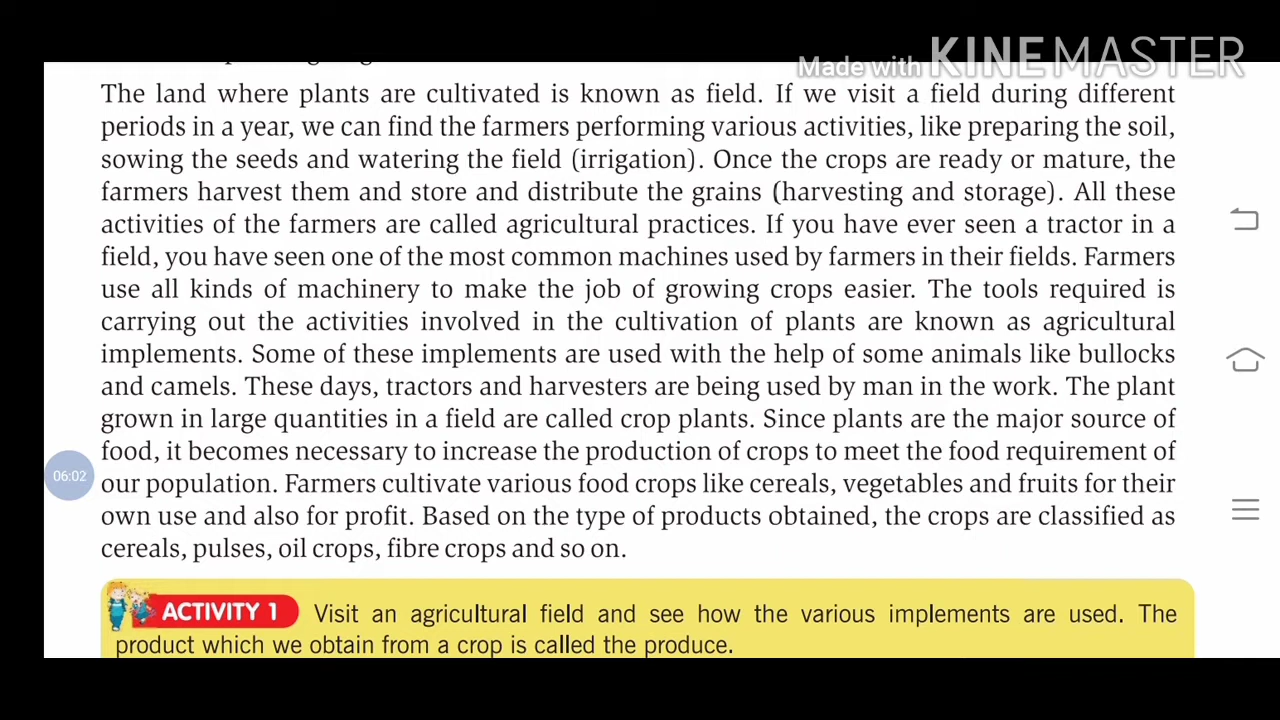 Made with KINEMASTER
The land where plants are cultivated is known as field. If we visit a field during different
periods in a year, we can find the farmers performing various activities, like preparing the soil,
sowing the seeds and watering the field (irrigation). Once the crops are ready or mature, the
farmers harvest them and store and distribute the grains (harvesting and storage). All these
activities of the farmers are called agricultural practices. If you have ever seen a tractor in a
field, you have seen one of the most common machines used by farmers in their fields. Farmers
use all kinds of machinery to make the job of growing crops easier. The tools required is
carrying out the activities involved in the cultivation of plants are known as agricultural
implements. Some of these implements are used with the help of some animals like bullocks
and camels. These days, tractors and harvesters are being used by man in the work. The plant
grown in large quantities in a field are called crop plants. Since plants are the major source of
food, it becomes necessary to increase the production of crops to meet the food requirement of
06:02
our population. Farmers cultivate various food crops like cereals, vegetables and fruits for their
own use and also for profit. Based on the type of products obtained, the crops are classified as
cereals, pulses, oil crops, fibre crops and so on.
ACTIVITY 1 Visit an agricultural field and see how the various implements are used. The
product which we obtain from a crop is called the produce.